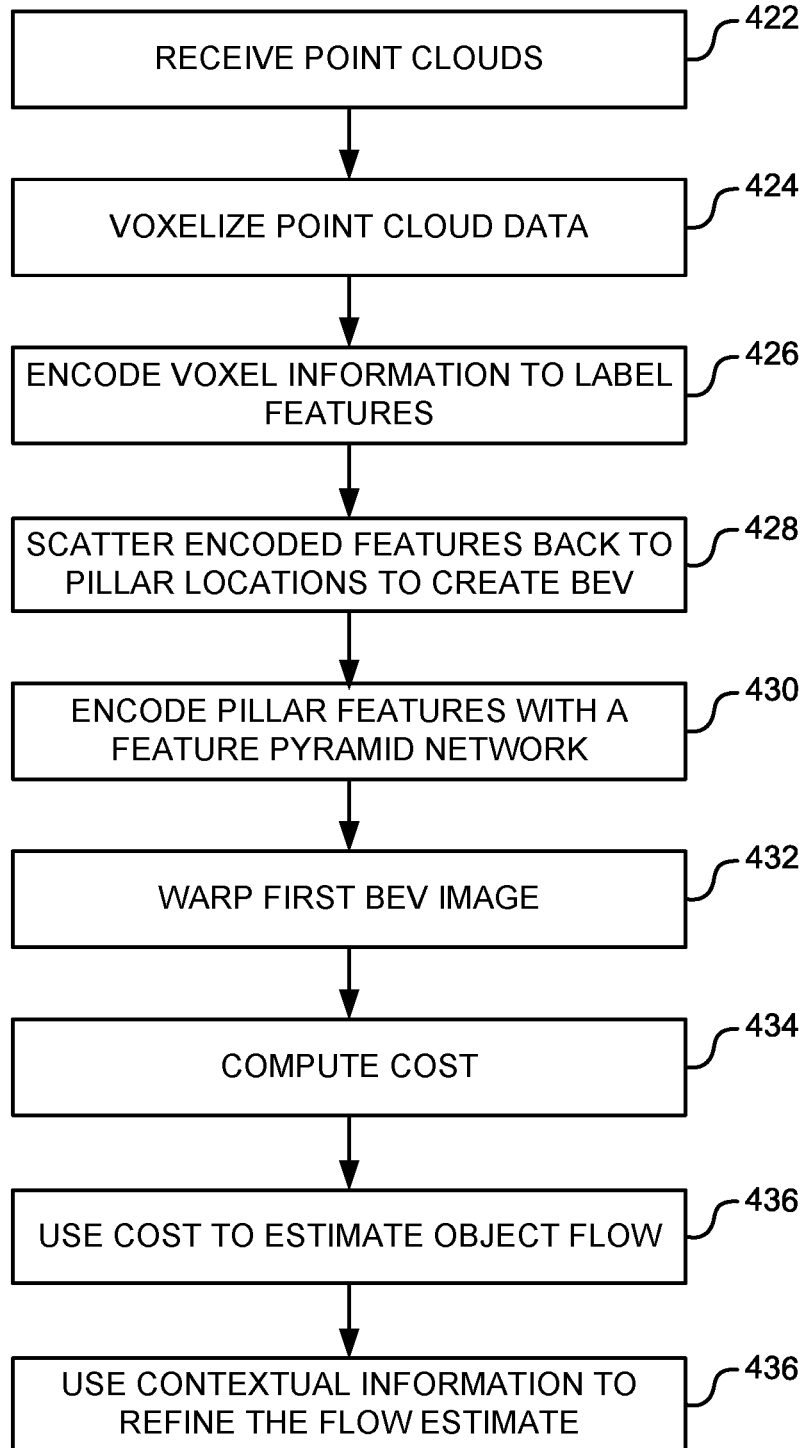 422
RECEIVE POINT CLOUDS
424
VOXELIZE POINT CLOUD DATA
426
ENCODE VOXEL INFORMATION TO LABEL
FEATURES
428
SCATTER ENCODED FEATURES BACK TO
PILLAR LOCATIONS TO CREATE BEV
430
ENCODE PILLAR FEATURES WITH A
FEATURE PYRAMID NETWORK
432
WARP FIRST BEV IMAGE
434
COMPUTE COST
436
USE COST TO ESTIMATE OBJECT FLOW
436
USE CONTEXTUAL INFORMATION TO
REFINE THE FLOW ESTIMATE